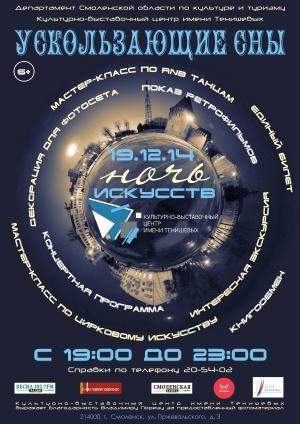 Департамент Смоленской области по культуре и туризму
Культурно-выставочный центр имени Тенишевых
УСКОЛЬЗАЮЩИЕ СНЫ
6+
МАСТЕР-КЛАСС ПО RNB ТАНЦАМ
ДЕКОРАЦИЯ ДЛЯ ФОТОСЕТА
ПОКАЗ РЕТРОФИЛЬМОВ
ЕДИНЫЙ БИЛЕТ
19.12.14
НОЧЬ
ИСКУССТВ
КУЛЬТУРНО-ВЫСТАВОЧНЫЙ
ЦЕНТР
ИМЕНИ ТЕНИШЕВЫХ
КОНЦЕРТНАЯ ПРОГРАММА
ИНТЕРЕСНАЯ ЭКСКУРСИЯ
МАСТЕР-КЛАСС ПО ЦИРКОВОМУ ИСКУССТВУ
КНИГООБМЕН
С 19:00 ДО 23:00
Справки по телефону 20-54-02
ВЕСНА 102.7FM
СМОЛЕНСКАЯ
bd
Культурно-выставочный центр имени Тенишевых
Выражает благодарность Владимиру Гореву за предоставленный фотоматериал
214000, г. Смоленск, ул. Пржевальского, д.3